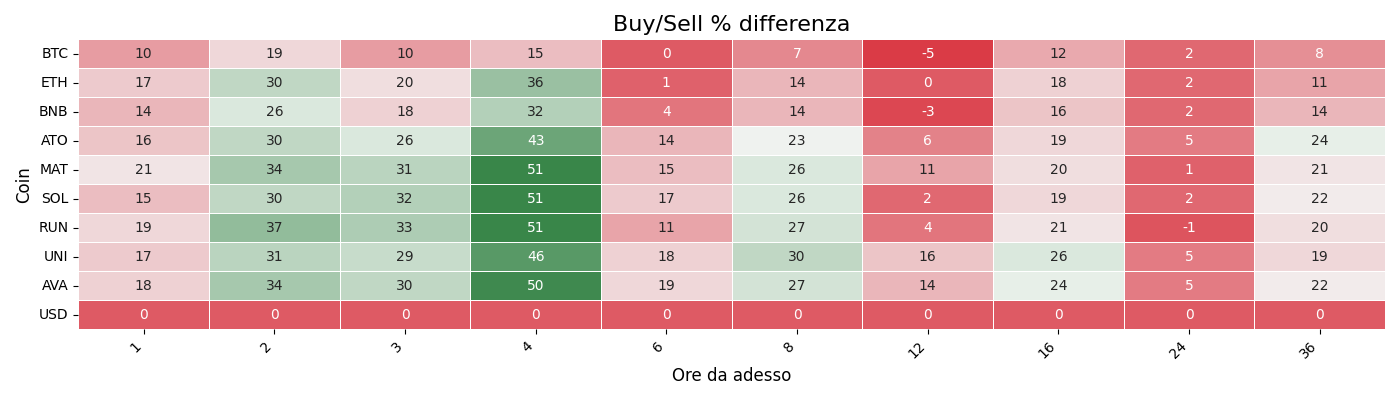 Buy/Sell % differenza
Coin
BTC 10 19 10 15 0 7 -5 12 2 8
ETH 17 30 20 36 1 14 0 18 2 11
BNB 14 26 18 32 4 14 -3 16 2 14
ATO 16 30 26 43 14 23 6 19 5 24
MAT 21 34 31 51 15 26 11 20 1 21
SOL 15 30 32 51 17 26 2 19 2 22
RUN 19 37 33 51 11 27 4 21 -1 20
UNI 17 31 29 46 18 30 16 26 5 19
AVA 18 34 30 50 19 27 14 24 5 22
USD 0 0 0 0 0 0 0 0 0 0
1 2 3 4 6 8 12 16 24 36
Ore da adesso